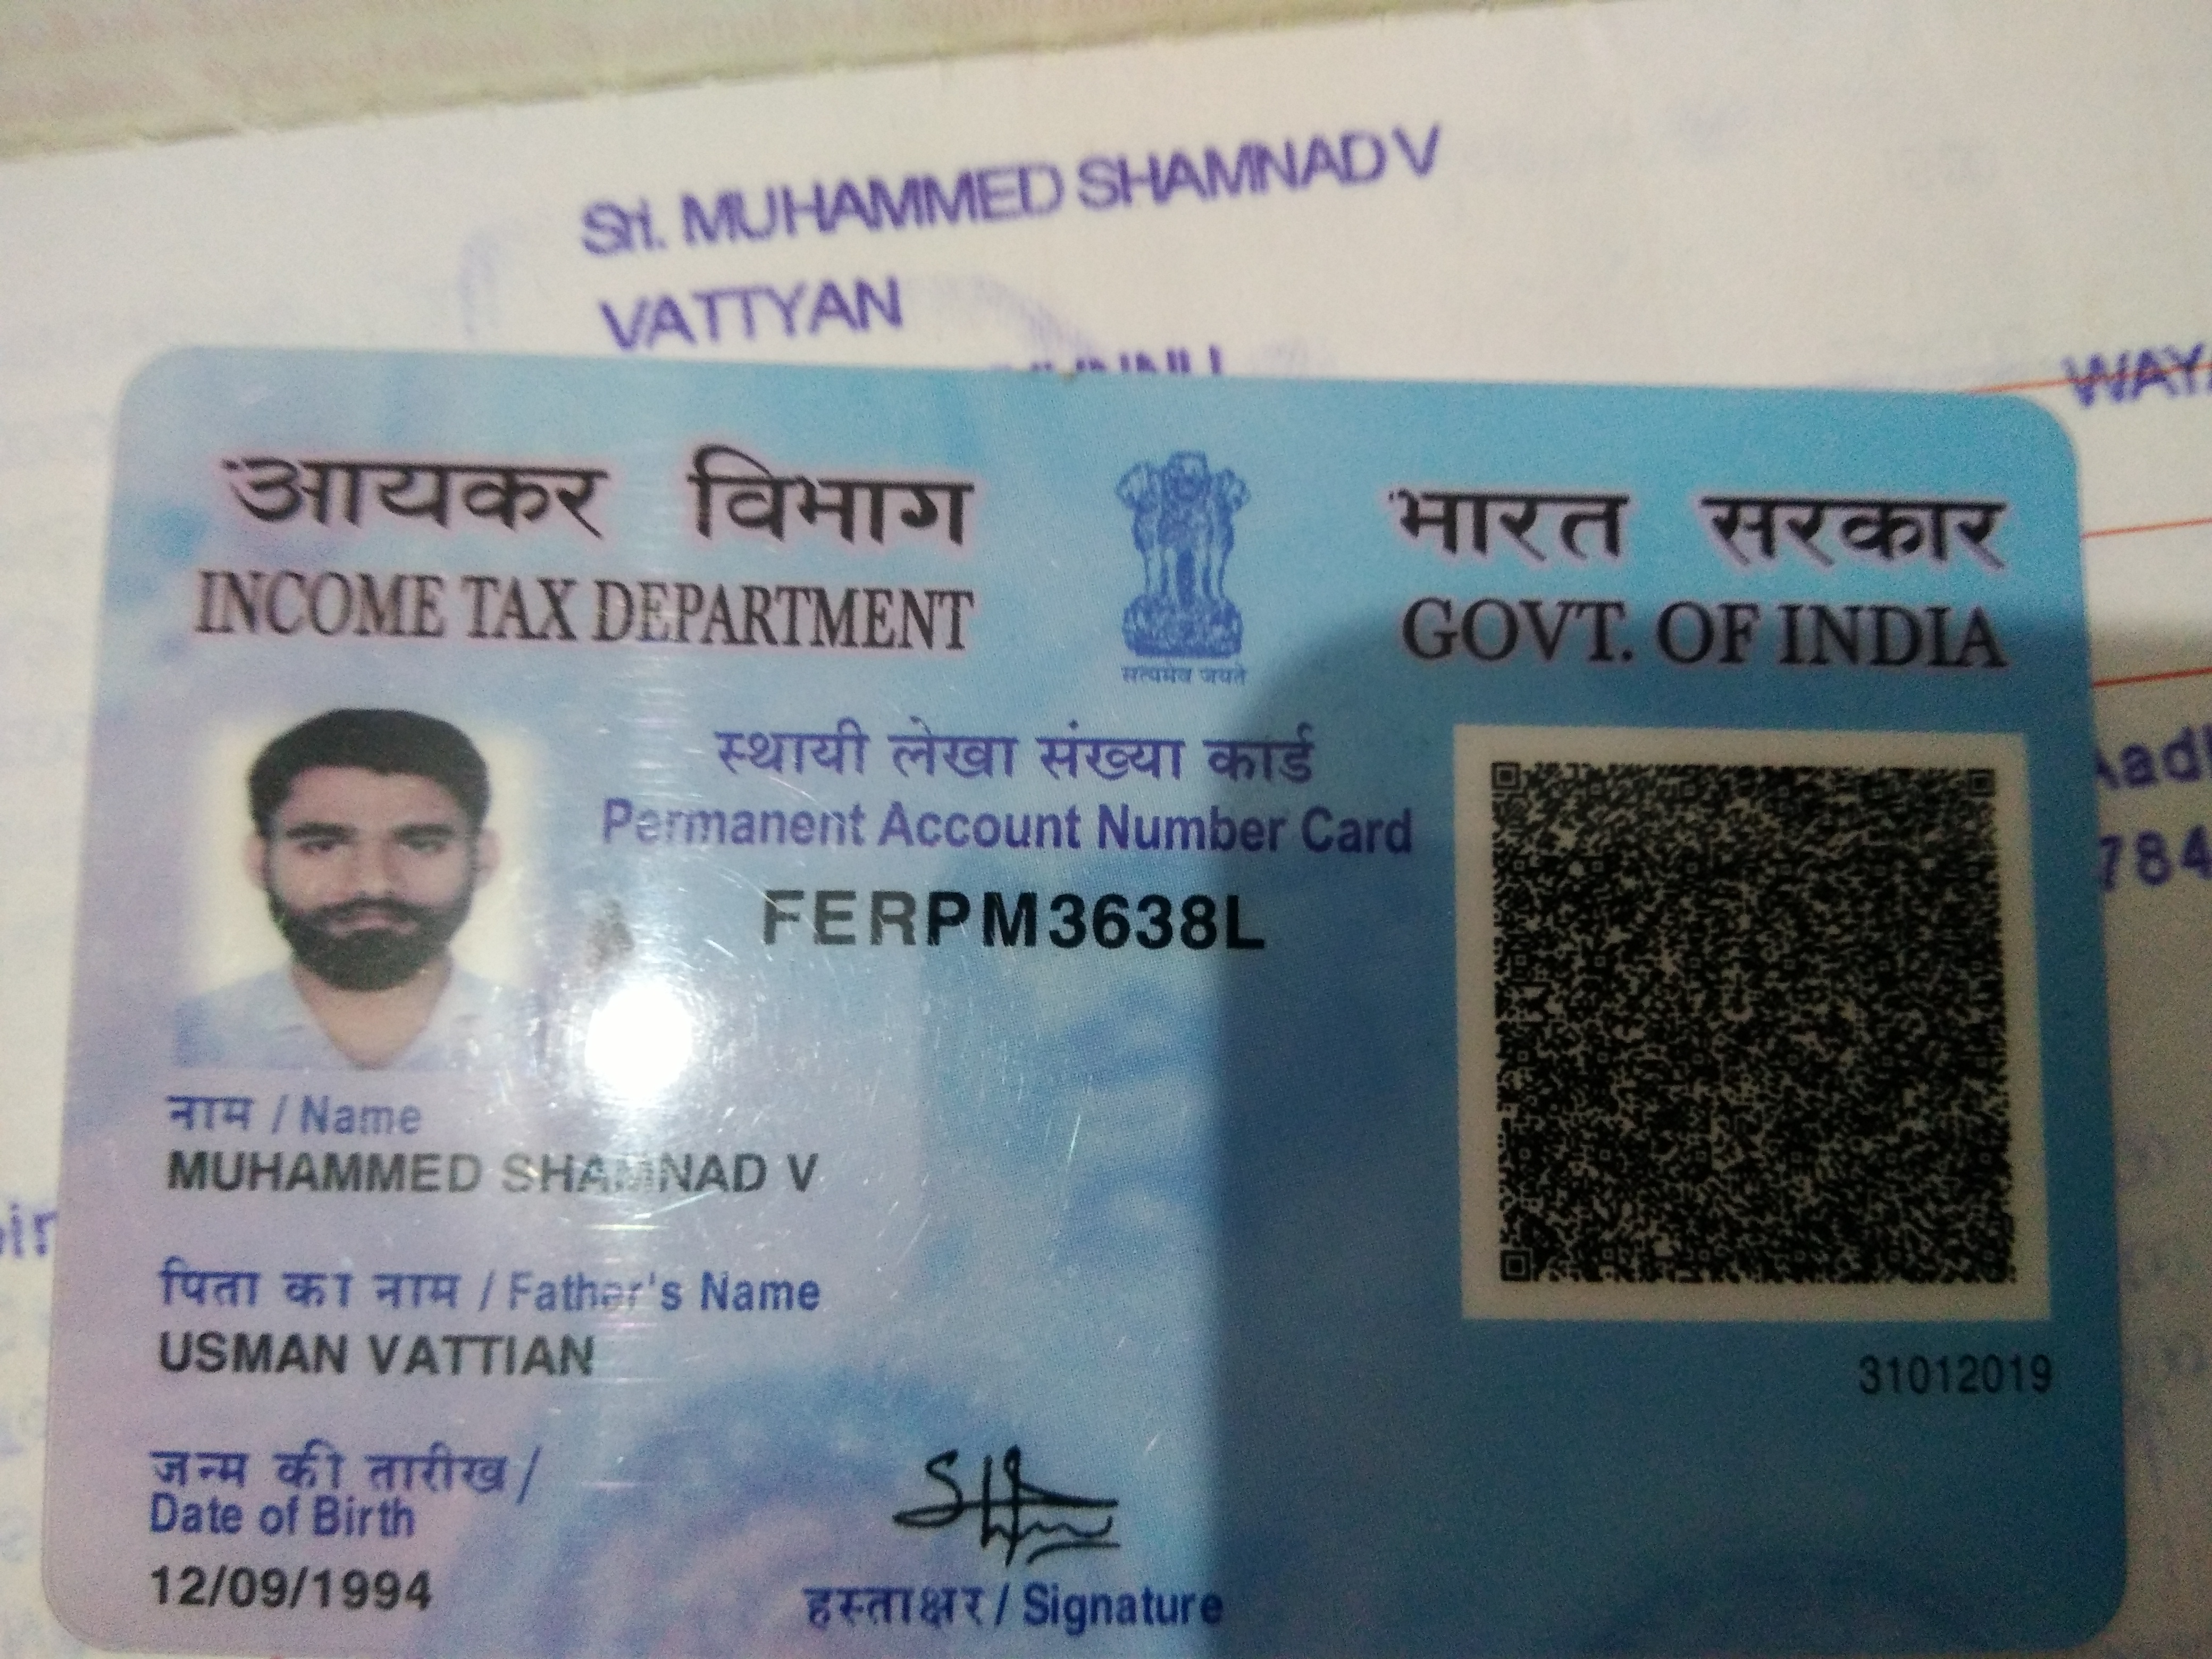 Sri. MUHAMMED SHAMNAD V
VATTYAN
आयकर विभाग
INCOME TAX DEPARTMENT
सत्यमेव जयते
भारत सरकार
GOVT. OF INDIA
स्थायी लेखा संख्या कार्ड
Permanent Account Number Card
FERPM3638L
नाम / Name
MUHAMMED SHAMNAD V
पिता का नाम / Father's Name
USMAN VATTIAN
जन्म की तारीख /
Date of Birth
12/09/1994
हस्ताक्षर / Signature
31012019
784